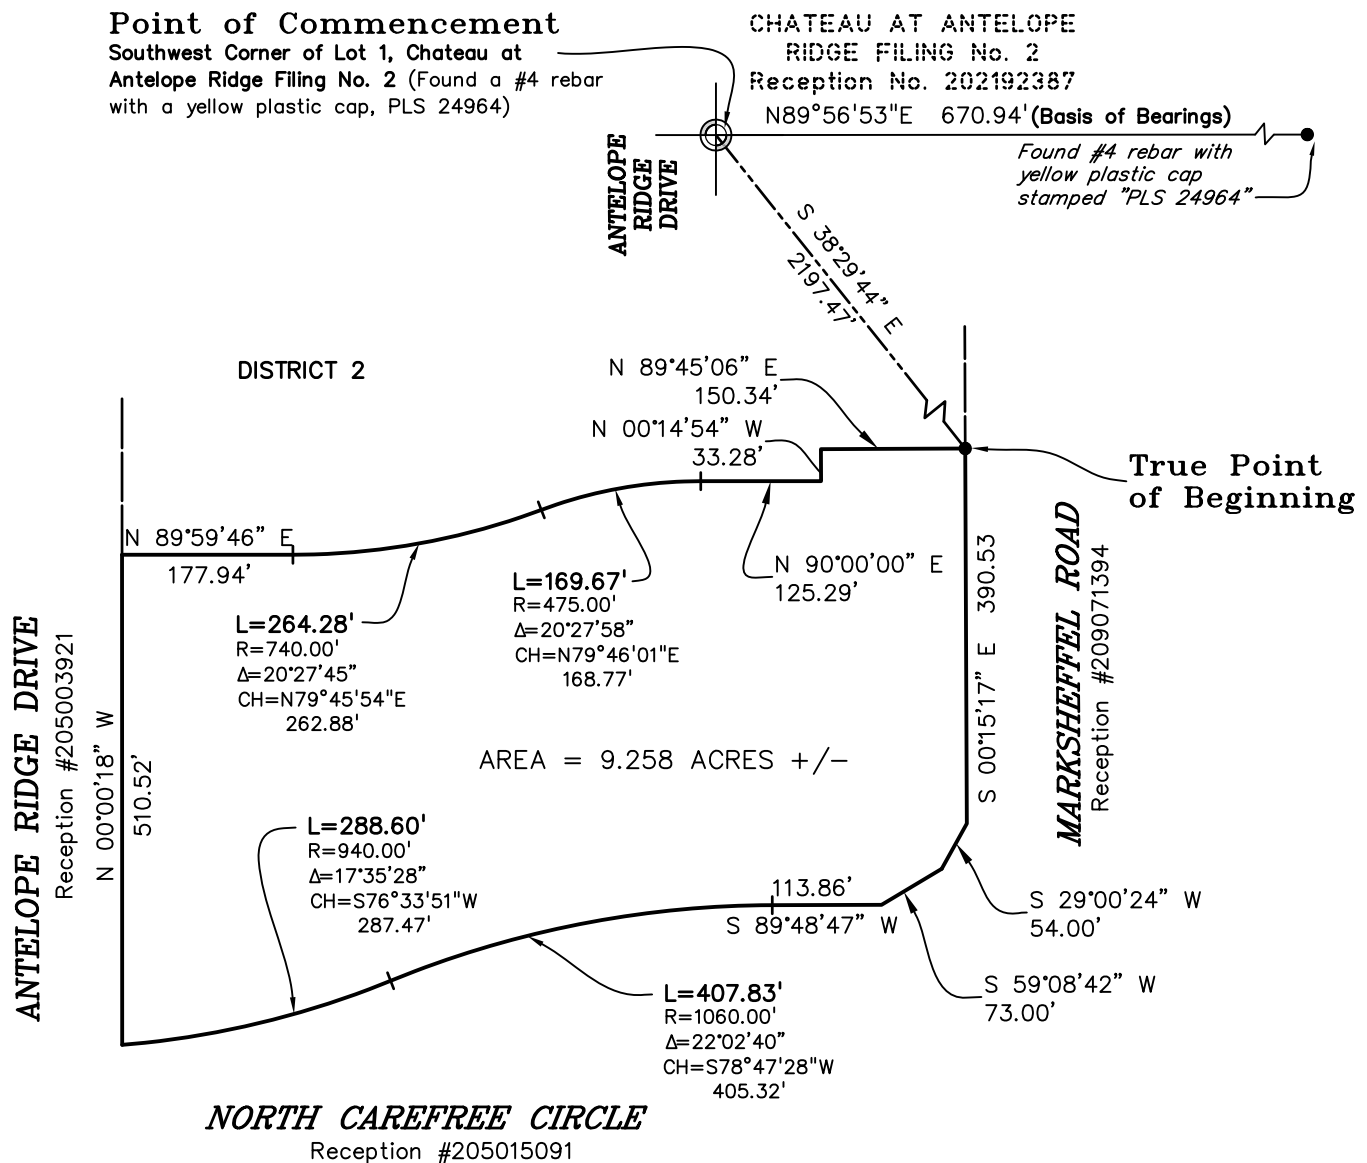 Point of Commencement
Southwest Corner of Lot 1, Chateau at
Antelope Ridge Filing No. 2 (Found a #4 rebar
with a yellow plastic cap, PLS 24964)
CHATEAU AT ANTELOPE
RIDGE FILING No. 2
Reception No. 202192387
N89°56'53"E 670.94' (Basis of Bearings)
Found #4 rebar with
yellow plastic cap
stamped "PLS 24964"
ANTELOPE
RIDGE
DRIVE
S 38°29'44" E
2197.47'
DISTRICT 2
N 89°45'06" E
150.34'
N 00°14'54" W
33.28'
True Point
of Beginning
N 89°59'46" E
177.94'
N 90°00'00" E
125.29'
L=169.67'
R=475.00'
Δ=20°27'58"
CH=N79°46'01"E
168.77'
L=264.28'
R=740.00'
Δ=20°27'45"
CH=N79°45'54"E
262.88'
S 00°15'17" E 390.53
MARKSHEFFEL ROAD
Reception #209071394
ANTELOPE RIDGE DRIVE
Reception #205003921
N 00°00'18" W
510.52'
AREA = 9.258 ACRES +/-
L=288.60'
R=940.00'
Δ=17°35'28"
CH=S76°33'51"W
287.47'
113.86'
S 89°48'47" W
S 29°00'24" W
54.00'
S 59°08'42" W
73.00'
L=407.83'
R=1060.00'
Δ=22°02'40"
CH=S78°47'28"W
405.32'
NORTH CAREFREE CIRCLE
Reception #205015091